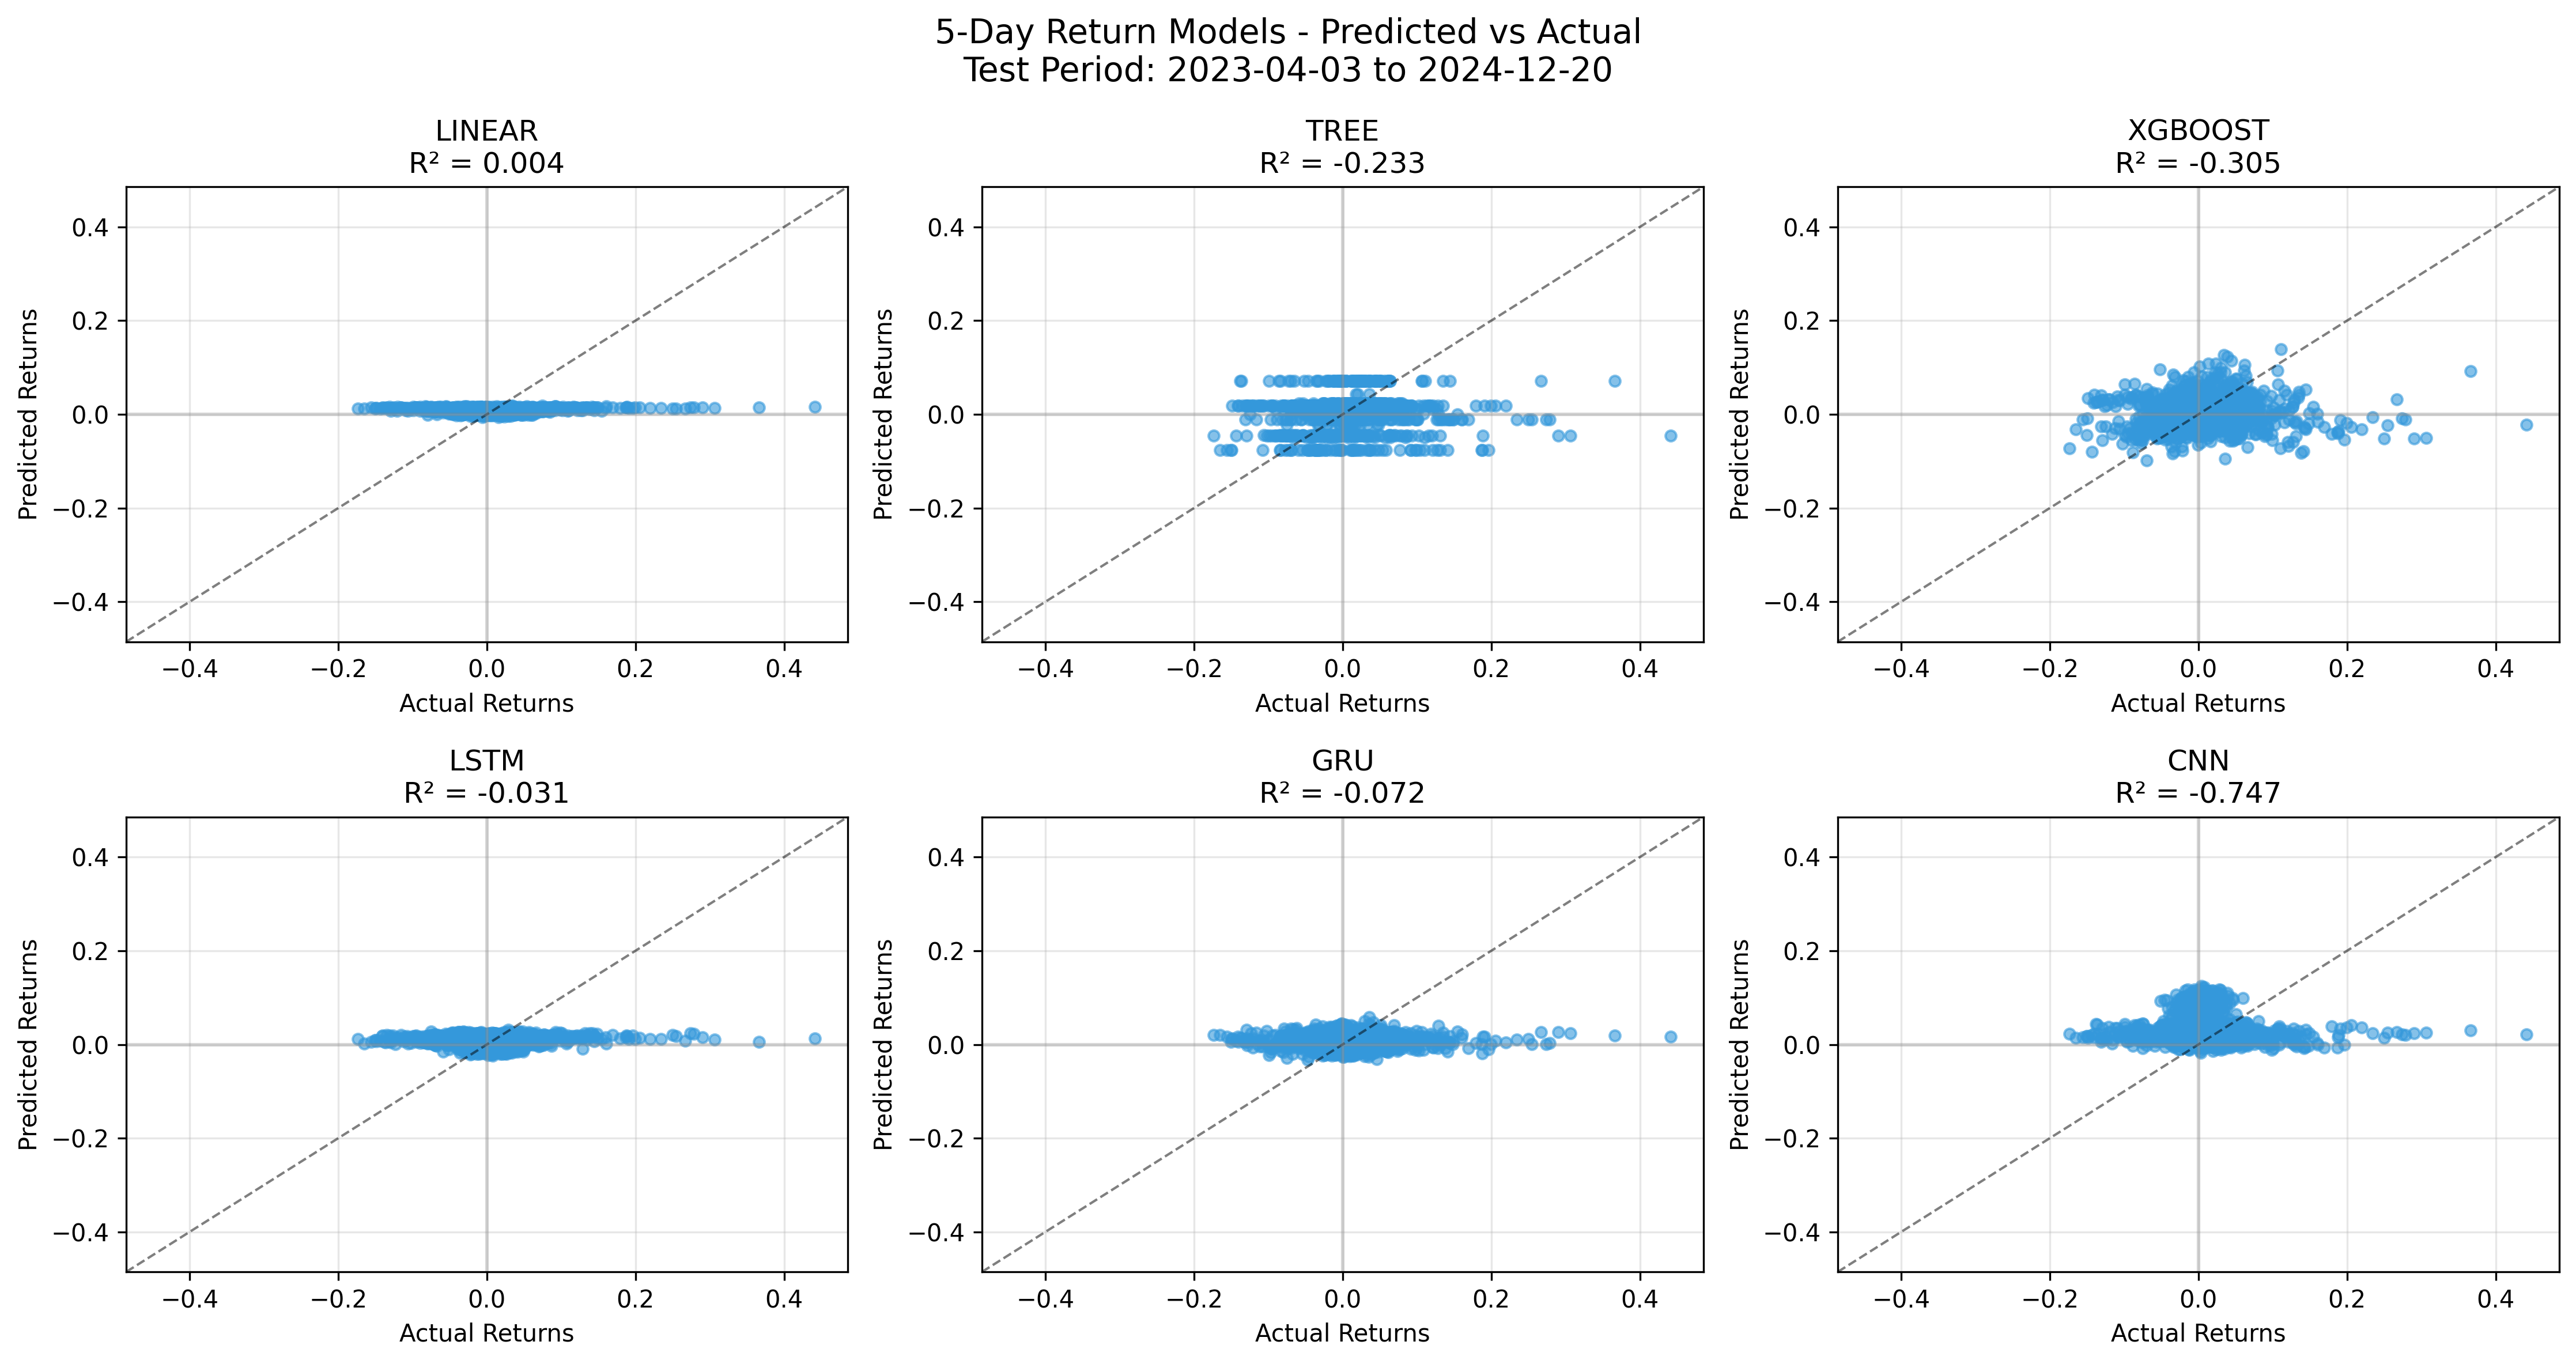 5-Day Return Models - Predicted vs Actual
Test Period: 2023-04-03 to 2024-12-20
LINEAR
R² = 0.004
0.4
0.2
0.0
−0.2
−0.4
Predicted Returns
−0.4 −0.2 0.0 0.2 0.4
Actual Returns
TREE
R² = -0.233
0.4
0.2
0.0
−0.2
−0.4
Predicted Returns
−0.4 −0.2 0.0 0.2 0.4
Actual Returns
XGBOOST
R² = -0.305
0.4
0.2
0.0
−0.2
−0.4
Predicted Returns
−0.4 −0.2 0.0 0.2 0.4
Actual Returns
LSTM
R² = -0.031
0.4
0.2
0.0
−0.2
−0.4
Predicted Returns
−0.4 −0.2 0.0 0.2 0.4
Actual Returns
GRU
R² = -0.072
0.4
0.2
0.0
−0.2
−0.4
Predicted Returns
−0.4 −0.2 0.0 0.2 0.4
Actual Returns
CNN
R² = -0.747
0.4
0.2
0.0
−0.2
−0.4
Predicted Returns
−0.4 −0.2 0.0 0.2 0.4
Actual Returns